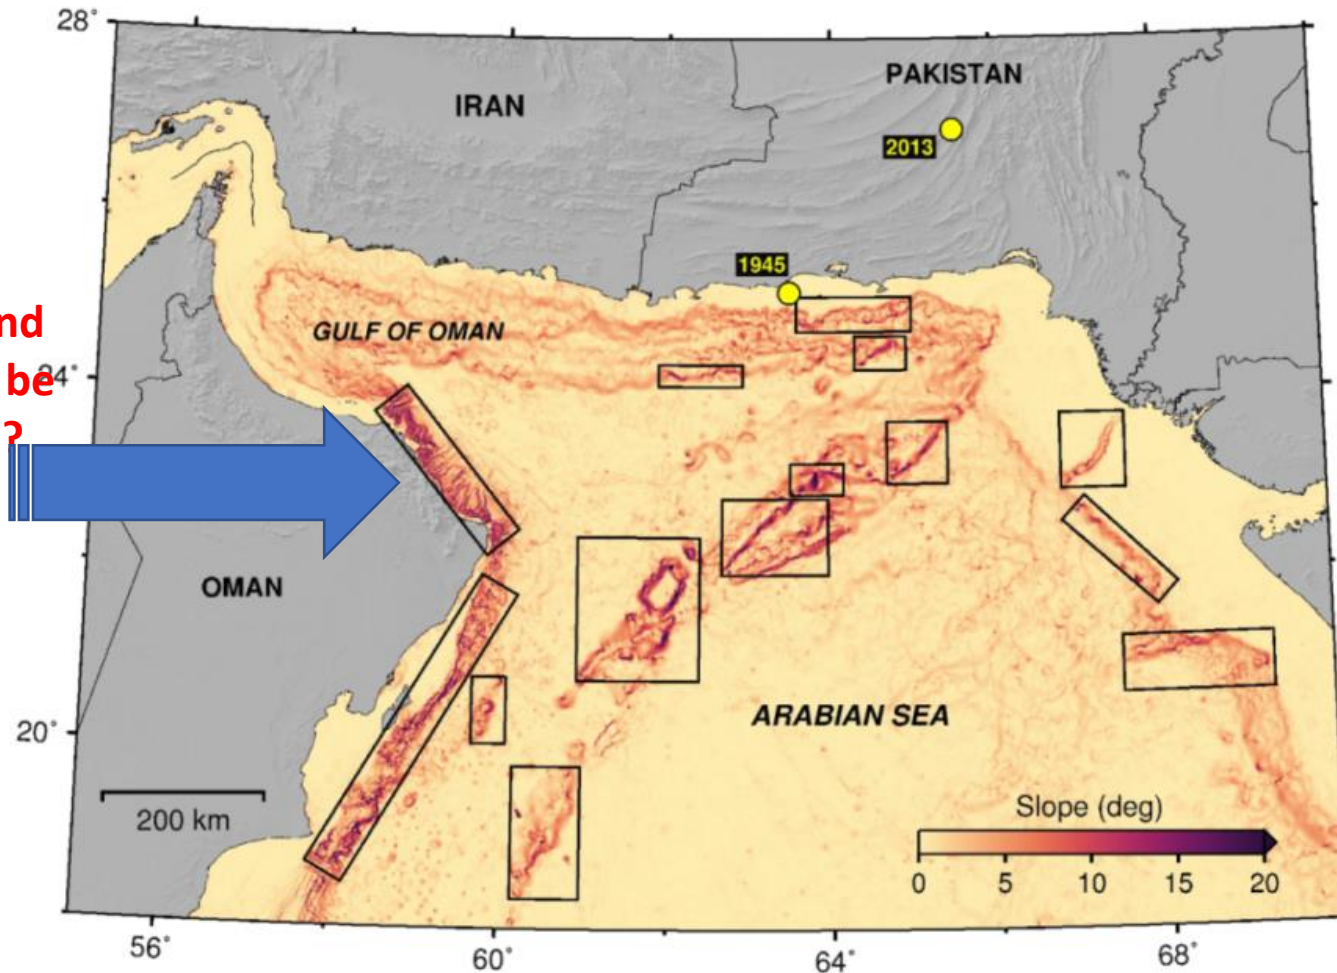 28°
PAKISTAN
IRAN
2013
1945
nd
GULF OF OMAN
be
24°
?
OMAN
ARABIAN SEA
20°
200 km
Slope (deg)
0 5 10 15 20
56° 60° 64° 68°